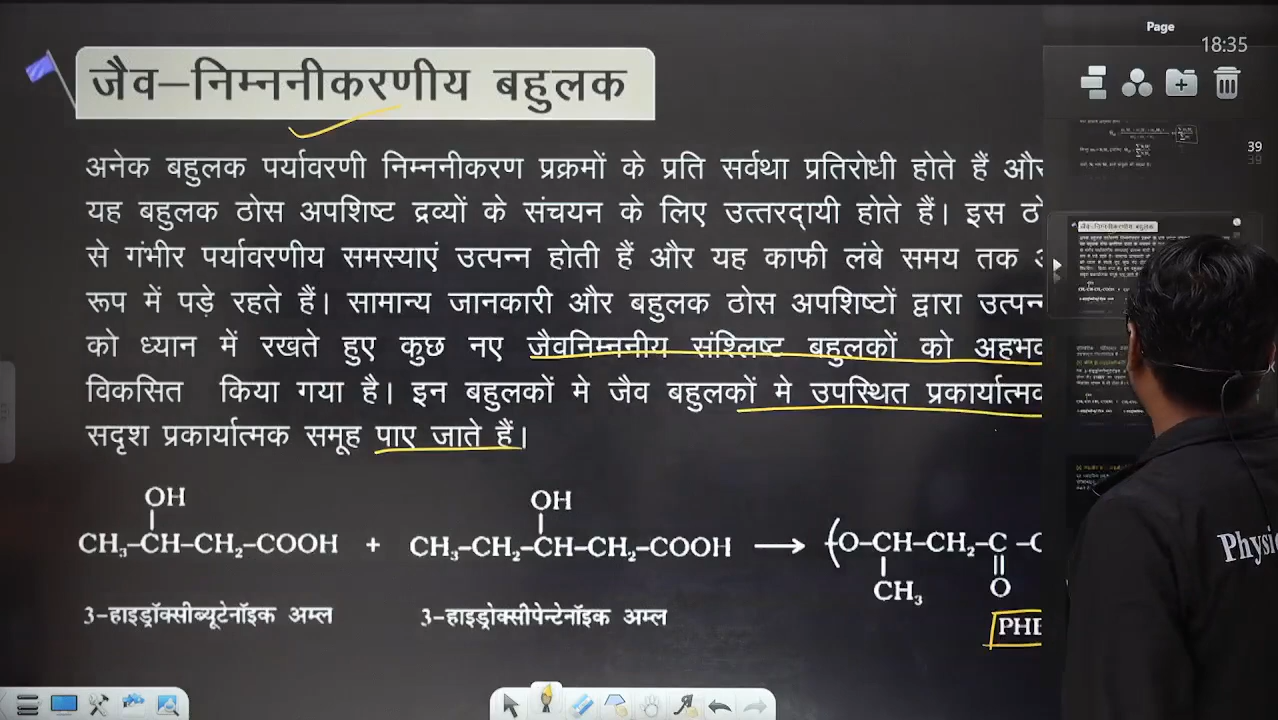 Page
18:35
39
39
जैव–निम्ननीकरणीय बहुलक
अनेक बहुलक पर्यावरणी निम्ननीकरण प्रक्रमों के प्रति सर्वथा प्रतिरोधी होते हैं और
यह बहुलक ठोस अपशिष्ट द्रव्यों के संचयन के लिए उत्तरद्रायी होते हैं। इस
से गंभीर पर्यावरणीय समस्याएं उत्पन्न होती हैं और यह काफी लंबे समय तक
रूप में पड़े रहते हैं। सामान्य जानकारी और बहुलक ठोस अपशिष्टों द्वारा उत्पन्न
को ध्यान में रखते हुए कुछ नए जैवनिम्ननीय संश्लिष्ट बहुलकों को
विकसित किया गया है। इन बहुलकों मे जैव बहुलकों मे उपस्थित प्रकार्यात्मक
सदृश प्रकार्यात्मक समूह पाए जाते हैं।
OH OH
CH₃–CH–CH₂–COOH + CH₃–CH₂–CH–CH₂–COOH ⟶ (O–CH–CH₂–C –
CH₃ O
3–हाइड्रॉक्सीब्यूटेनॉइक अम्ल 3–हाइड्रोक्सीपेन्टेनॉइक अम्ल
PHB
Physi